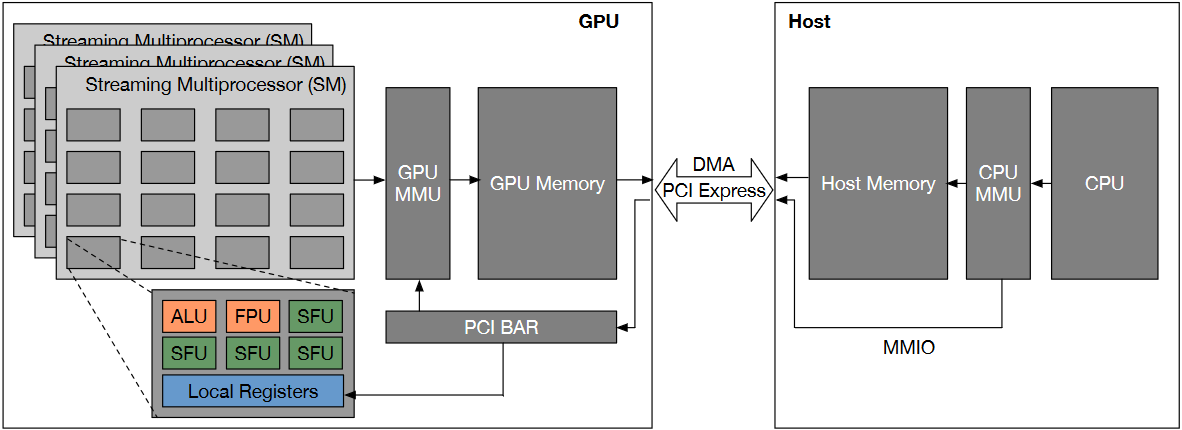 GPU
Host
Streaming Multiprocessor (SM)
Streaming Multiprocessor (SM)
Streaming Multiprocessor (SM)
GPU
MMU
GPU Memory
DMA
PCI Express
Host Memory
CPU
MMU
CPU
ALU
FPU
SFU
SFU
SFU
SFU
Local Registers
PCI BAR
MMIO